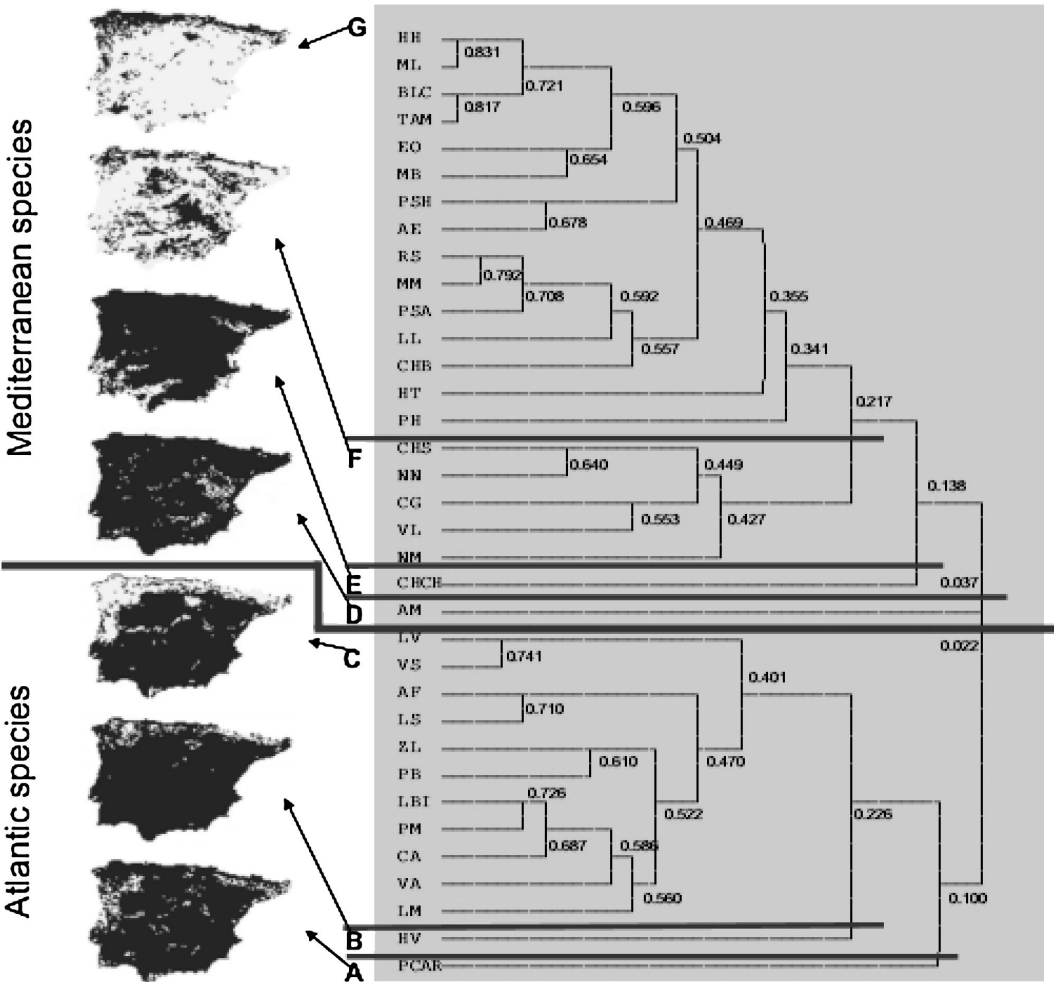 Mediterranean species
Atlantic species
G
F
E
D
C
B
A
HH
ML
BLC
TAM
EO
MB
PSH
AE
RS
MM
PSA
LL
CHB
HT
PH
CHS
NN
CG
VL
NM
CHCH
AM
LV
VS
AF
LS
ZL
PB
LBI
PM
CA
VA
LM
HV
PCAR
0.831
0.721
0.817
0.596
0.504
0.654
0.678
0.469
0.792
0.708
0.592
0.355
0.557
0.341
0.217
0.640
0.449
0.138
0.553
0.427
0.037
0.022
0.741
0.401
0.710
0.610
0.470
0.726
0.522
0.226
0.687
0.586
0.560
0.100